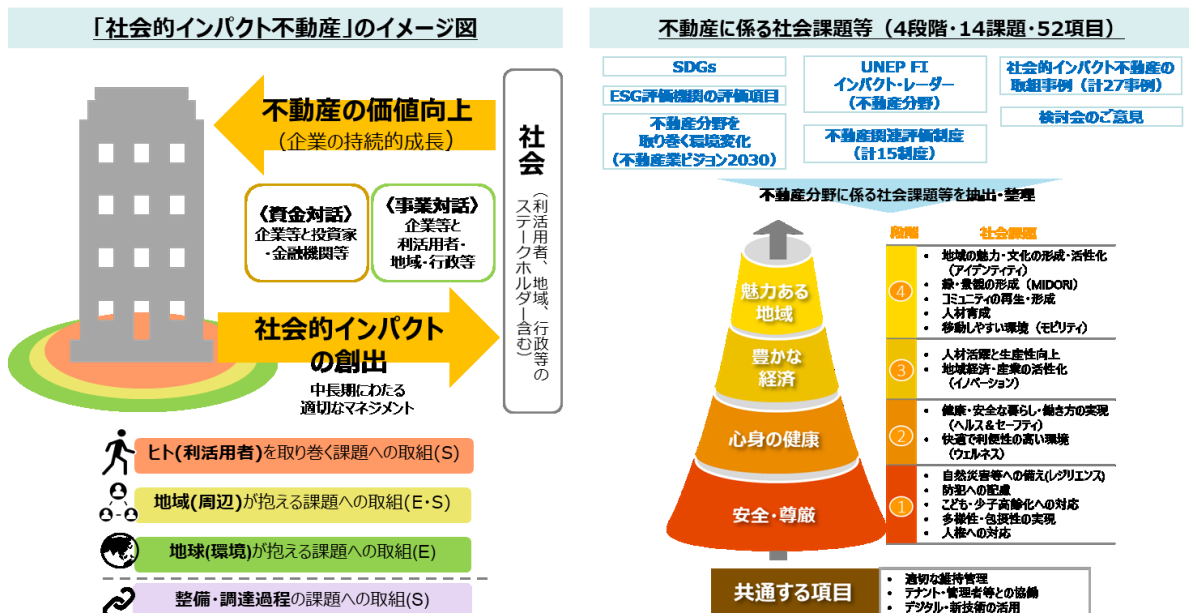 「社会的インパクト不動産」のイメージ図
不動産の価値向上
（企業の持続的成長）
〈資金対話〉
企業等と投資家
・金融機関等
〈事業対話〉
企業等と
利活用者・
地域・行政等
社会
（利活用者、地域、行政等の
ステークホルダー含む）
社会的インパクト
の創出
中長期にわたる
適切なマネジメント
ヒト(利活用者)を取り巻く課題への取組(S)
地域(周辺)が抱える課題への取組(E・S)
地球(環境)が抱える課題への取組(E)
整備・調達過程の課題への取組(S)
不動産に係る社会課題等（4段階・14課題・52項目）
SDGs
ESG評価機関の評価項目
不動産分野を
取り巻く環境変化
（不動産業ビジョン2030）
UNEP FI
インパクト・レーダー
（不動産分野）
不動産関連評価制度
（計15制度）
社会的インパクト不動産の
取組事例（計27事例）
検討会のご意見
不動産分野に係る社会課題等を抽出・整理
魅力ある
地域
豊かな
経済
心身の健康
安全・尊厳
段階
社会課題
4
• 地域の魅力・文化の形成・活性化
（アイデンティティ）
• 緑・景観の形成（MIDORI）
• コミュニティの再生・形成
• 人材育成
• 移動しやすい環境（モビリティ）
3
• 人材活躍と生産性向上
• 地域経済・産業の活性化
（イノベーション）
2
• 健康・安全な暮らし・働き方の実現
（ヘルス＆セーフティ）
• 快適で利便性の高い環境
（ウェルネス）
1
• 自然災害等への備え(レジリエンス)
• 防犯への配慮
• こども・少子高齢化への対応
• 多様性・包摂性の実現
• 人権への対応
共通する項目
• 適切な維持管理
• テナント・管理者等との協働
• デジタル・新技術の活用